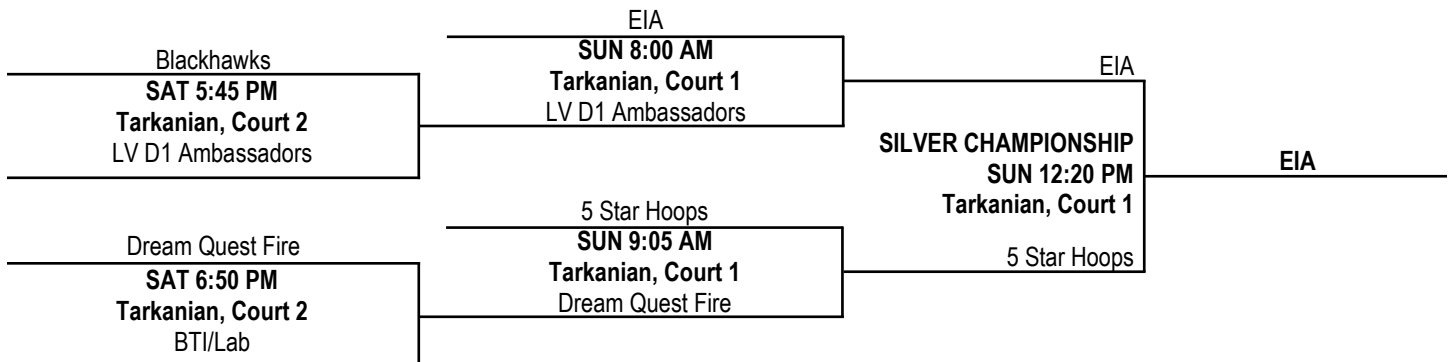 Blackhawks
SAT 5:45 PM
Tarkanian, Court 2
LV D1 Ambassadors
Dream Quest Fire
SAT 6:50 PM
Tarkanian, Court 2
BTI/Lab
EIA
SUN 8:00 AM
Tarkanian, Court 1
LV D1 Ambassadors
5 Star Hoops
SUN 9:05 AM
Tarkanian, Court 1
Dream Quest Fire
EIA
SILVER CHAMPIONSHIP
SUN 12:20 PM
Tarkanian, Court 1
5 Star Hoops
EIA